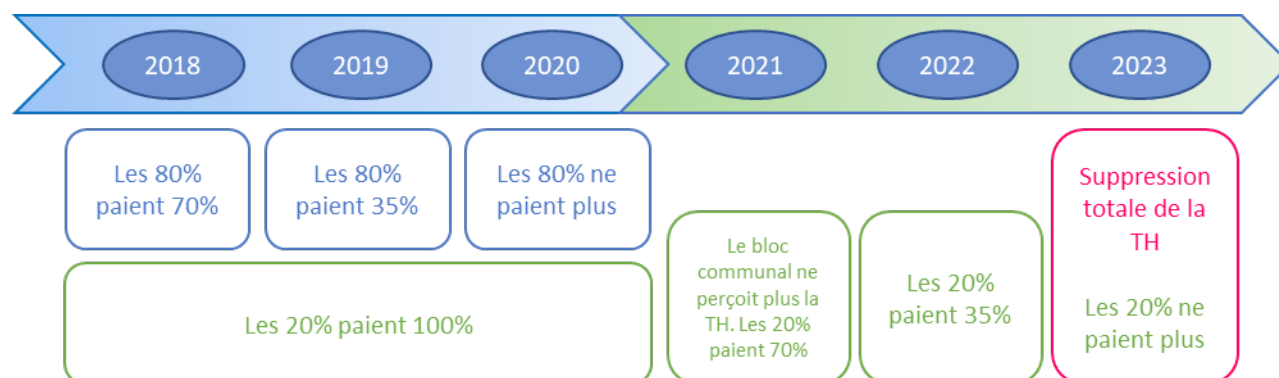 2018
2019
2020
2021
2022
2023
Les 80%
paient 70%
Les 80%
paient 35%
Les 80% ne
paient plus
Les 20% paient 100%
Le bloc
communal ne
perçoit plus la
TH. Les 20%
paient 70%
Les 20%
paient 35%
Suppression
totale de la
TH
Les 20% ne
paient plus